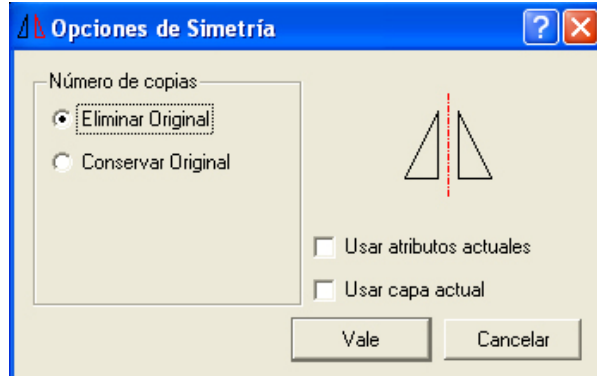 Opciones de Simetría
?
Número de copias
Eliminar Original
Conservar Original
Usar atributos actuales
Usar capa actual
Vale
Cancelar